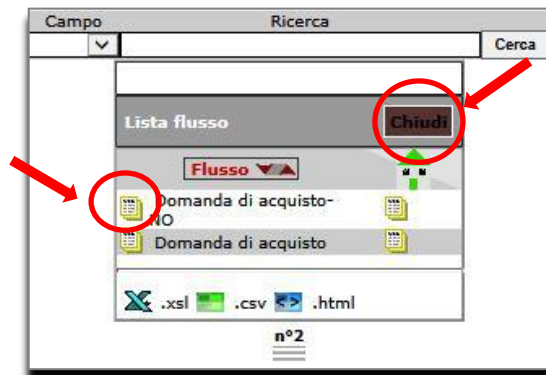 Campo Ricerca
Cerca
Lista flusso Chiudi
Flusso
Domanda di acquisto-
NO
Domanda di acquisto
.xsl .csv .html
n°2